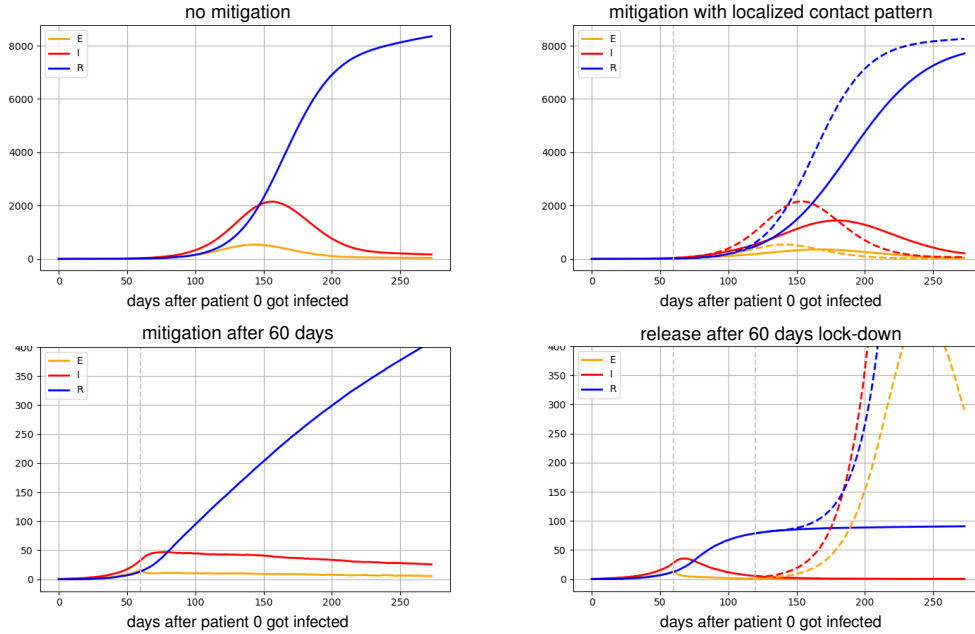 no mitigation
8000
6000
4000
2000
0
E
I
R
0 50 100 150 200 250
days after patient 0 got infected
mitigation with localized contact pattern
8000
6000
4000
2000
0
E
I
R
0 50 100 150 200 250
days after patient 0 got infected
mitigation after 60 days
400
350
300
250
200
150
100
50
0
E
I
R
0 50 100 150 200 250
days after patient 0 got infected
release after 60 days lock-down
400
350
300
250
200
150
100
50
0
E
I
R
0 50 100 150 200 250
days after patient 0 got infected